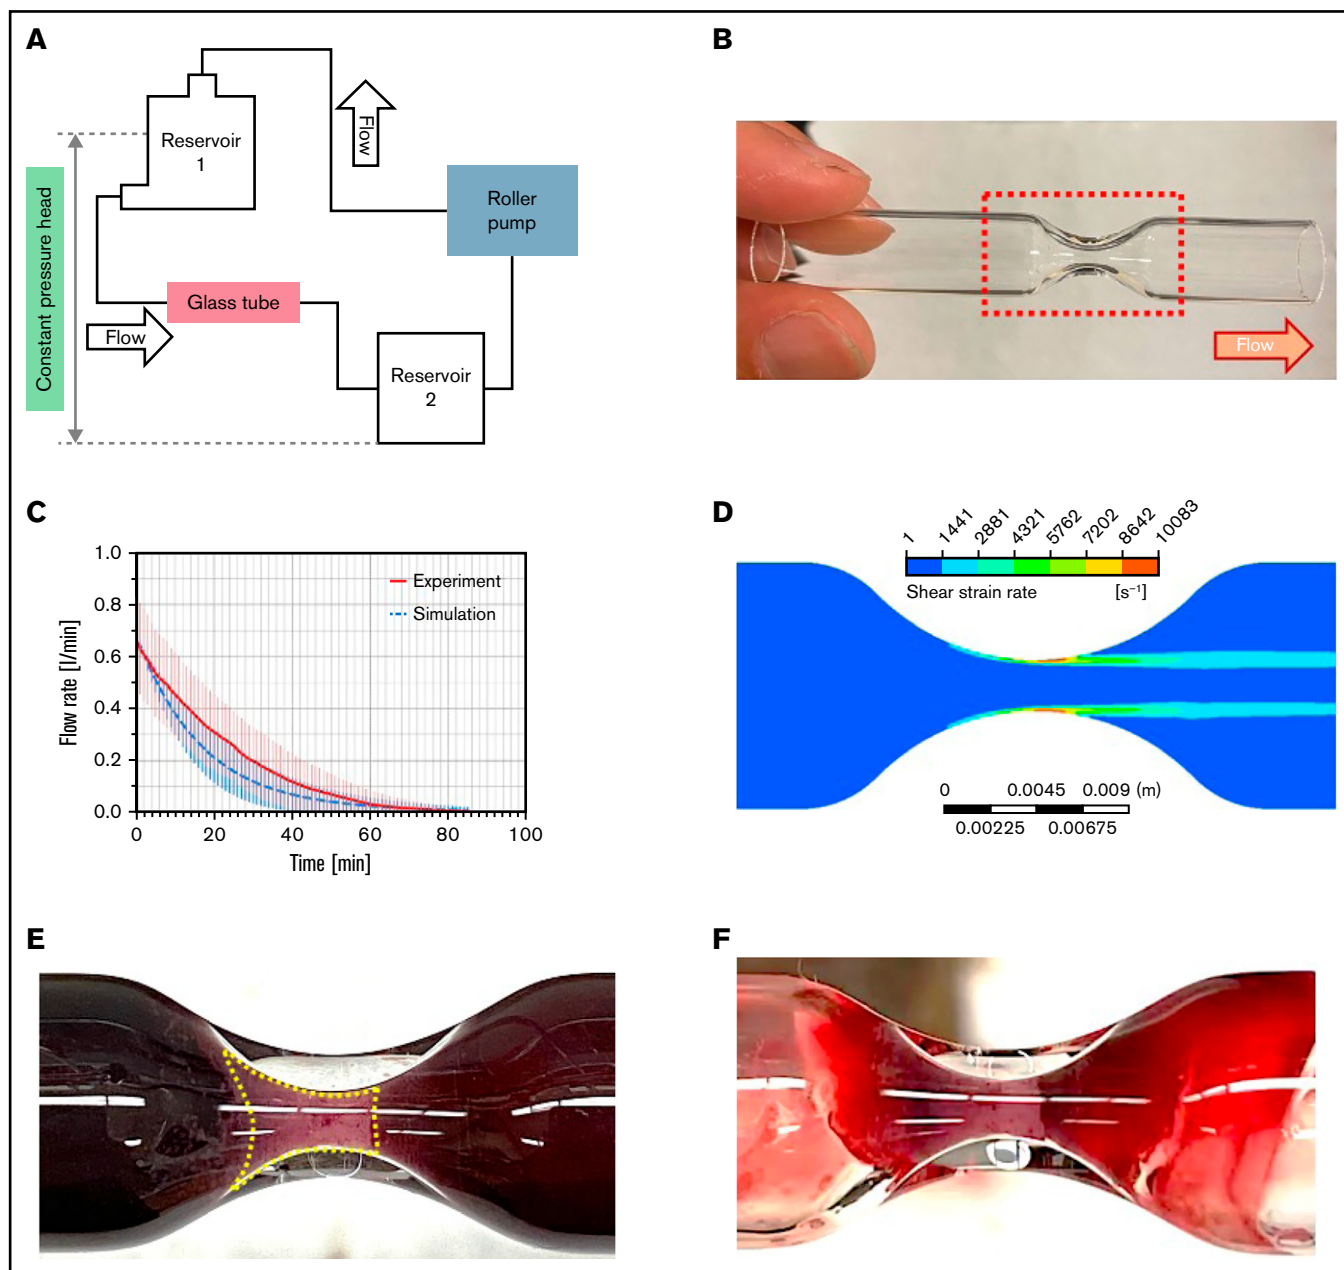 A
Reservoir
1
Flow
Constant pressure head
Roller
pump
Glass tube
Flow
Reservoir
2
B
Flow
C
1.0
0.8
0.6
0.4
0.2
0.0
Flow rate [l/min]
Experiment
Simulation
0 20 40 60 80 100
Time [min]
D
1 1441 2881 4321 5762 7202 8642 10083
Shear strain rate [s⁻¹]
0 0.0045 0.009 (m)
0.00225 0.00675
E
F